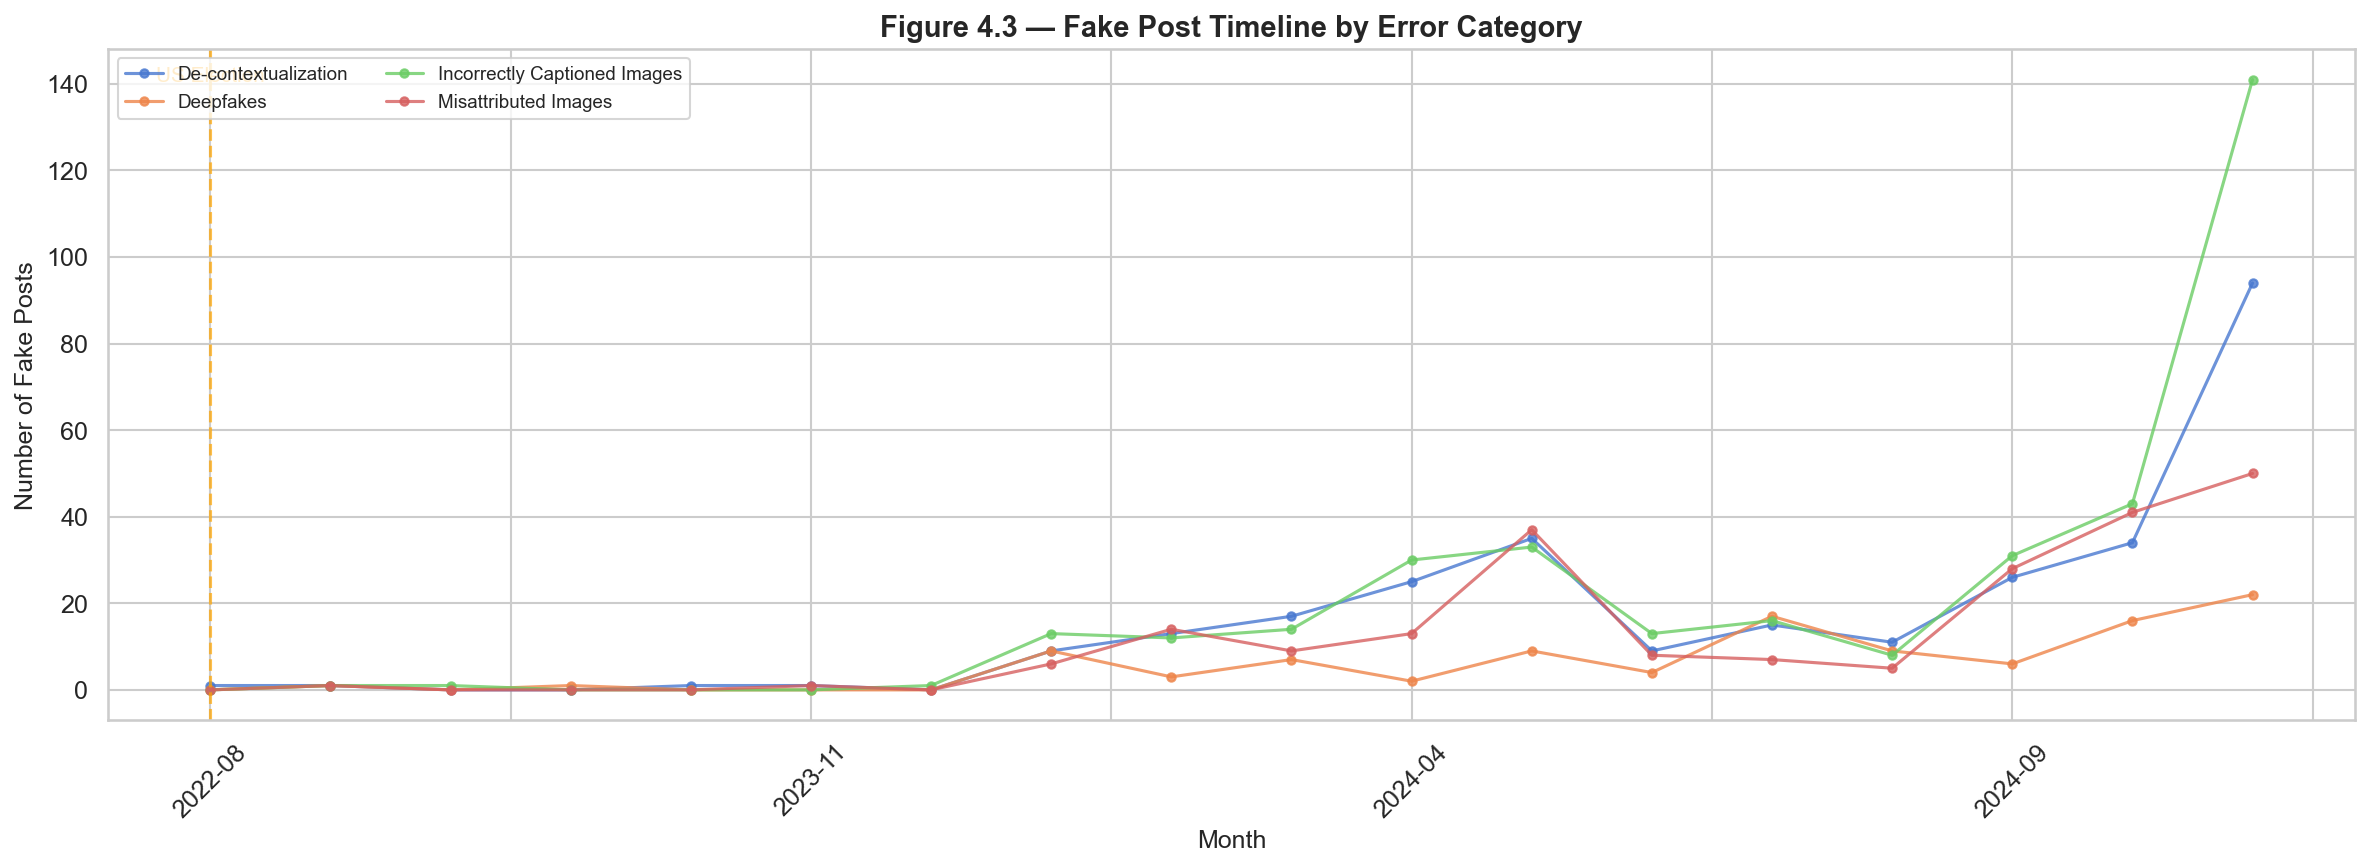 Figure 4.3 — Fake Post Timeline by Error Category
De-contextualization
Deepfakes
Incorrectly Captioned Images
Misattributed Images
Number of Fake Posts
140
120
100
80
60
40
20
0
2022-08
2023-11
2024-04
2024-09
Month